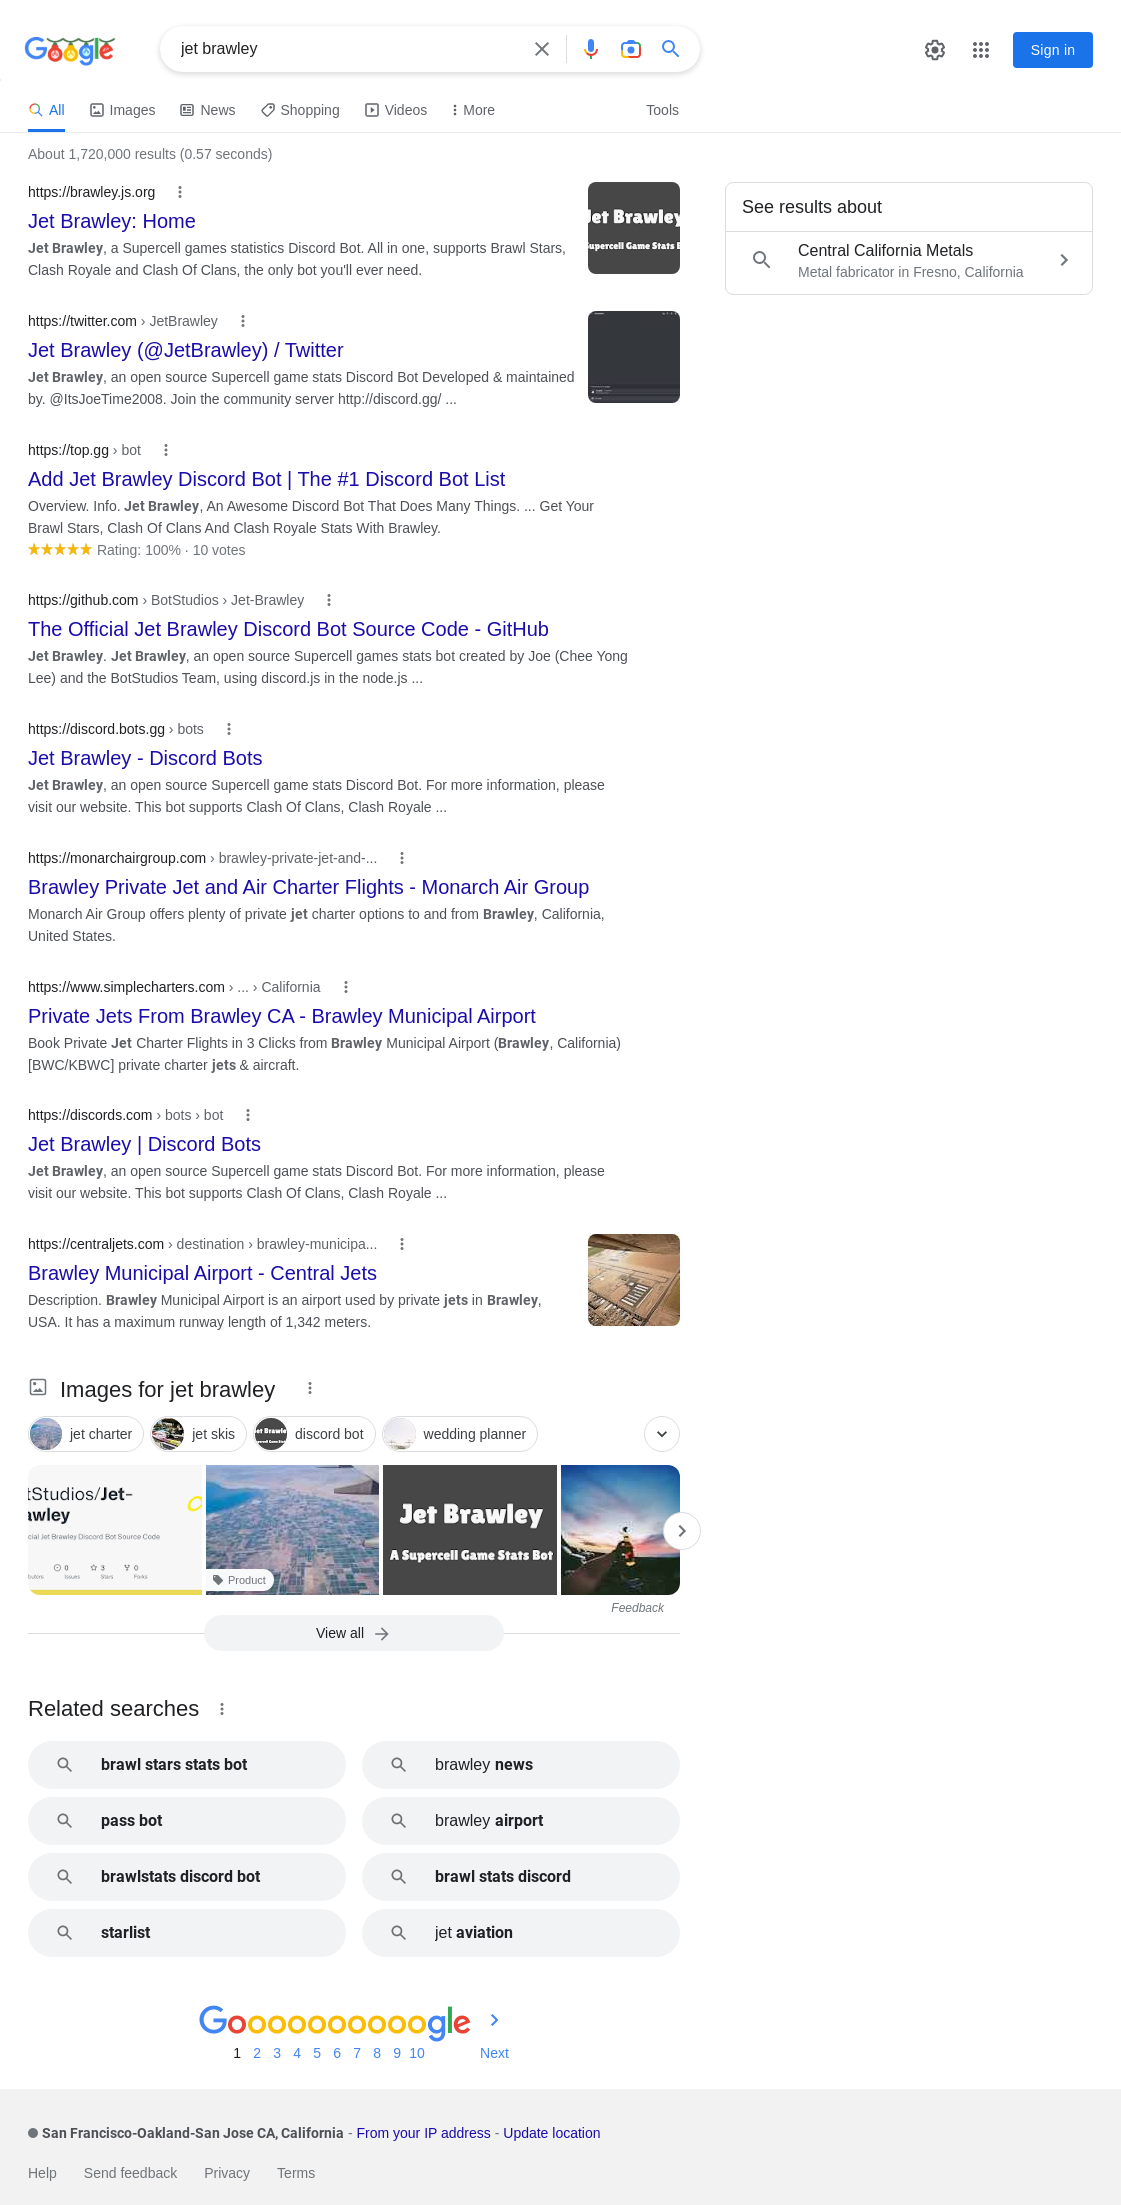 Google
jet brawley
Sign in
All
Images
News
Shopping
Videos
More
Tools
About 1,720,000 results (0.57 seconds)
https://brawley.js.org
Jet Brawley: Home
Jet Brawley, a Supercell games statistics Discord Bot. All in one, supports Brawl Stars,
Clash Royale and Clash Of Clans, the only bot you'll ever need.
Jet Brawley
Supercell Game Stats B
See results about
Central California Metals
Metal fabricator in Fresno, California
https://twitter.com › JetBrawley
Jet Brawley (@JetBrawley) / Twitter
Jet Brawley, an open source Supercell game stats Discord Bot Developed & maintained
by. @ItsJoeTime2008. Join the community server http://discord.gg/ ...
https://top.gg › bot
Add Jet Brawley Discord Bot | The #1 Discord Bot List
Overview. Info. Jet Brawley, An Awesome Discord Bot That Does Many Things. ... Get Your
Brawl Stars, Clash Of Clans And Clash Royale Stats With Brawley.
Rating: 100% · 10 votes
https://github.com › BotStudios › Jet-Brawley
The Official Jet Brawley Discord Bot Source Code - GitHub
Jet Brawley. Jet Brawley, an open source Supercell games stats bot created by Joe (Chee Yong
Lee) and the BotStudios Team, using discord.js in the node.js ...
https://discord.bots.gg › bots
Jet Brawley - Discord Bots
Jet Brawley, an open source Supercell game stats Discord Bot. For more information, please
visit our website. This bot supports Clash Of Clans, Clash Royale ...
https://monarchairgroup.com › brawley-private-jet-and-...
Brawley Private Jet and Air Charter Flights - Monarch Air Group
Monarch Air Group offers plenty of private jet charter options to and from Brawley, California,
United States.
https://www.simplecharters.com › ... › California
Private Jets From Brawley CA - Brawley Municipal Airport
Book Private Jet Charter Flights in 3 Clicks from Brawley Municipal Airport (Brawley, California)
[BWC/KBWC] private charter jets & aircraft.
https://discords.com › bots › bot
Jet Brawley | Discord Bots
Jet Brawley, an open source Supercell game stats Discord Bot. For more information, please
visit our website. This bot supports Clash Of Clans, Clash Royale ...
https://centraljets.com › destination › brawley-municipa...
Brawley Municipal Airport - Central Jets
Description. Brawley Municipal Airport is an airport used by private jets in Brawley,
USA. It has a maximum runway length of 1,342 meters.
Images for jet brawley
jet charter
jet skis
discord bot
wedding planner
tStudios/Jet-
awley
cial Jet Brawley Discord Bot Source Code
0
3
0
Issues
Stars
Forks
Product
Jet Brawley
A Supercell Game Stats Bot
Feedback
View all
Related searches
brawl stars stats bot
brawley news
pass bot
brawley airport
brawlstats discord bot
brawl stats discord
starlist
jet aviation
Goooooooooogle
1 2 3 4 5 6 7 8 9 10 Next
San Francisco-Oakland-San Jose CA, California - From your IP address - Update location
Help
Send feedback
Privacy
Terms